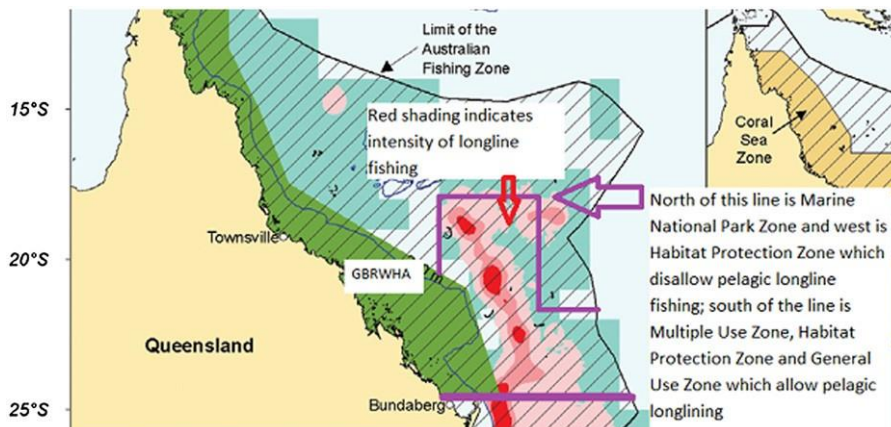 Limit of the
Australian
Fishing Zone
15°S
Red shading indicates
intensity of longline
fishing
Coral
Sea
Zone
Townsville
20°S
GBRWHA
North of this line is Marine
National Park Zone and west is
Habitat Protection Zone which
disallow pelagic longline
fishing; south of the line is
Multiple Use Zone, Habitat
Protection Zone and General
Use Zone which allow pelagic
longlining
Queensland
Bundaberg
25°S